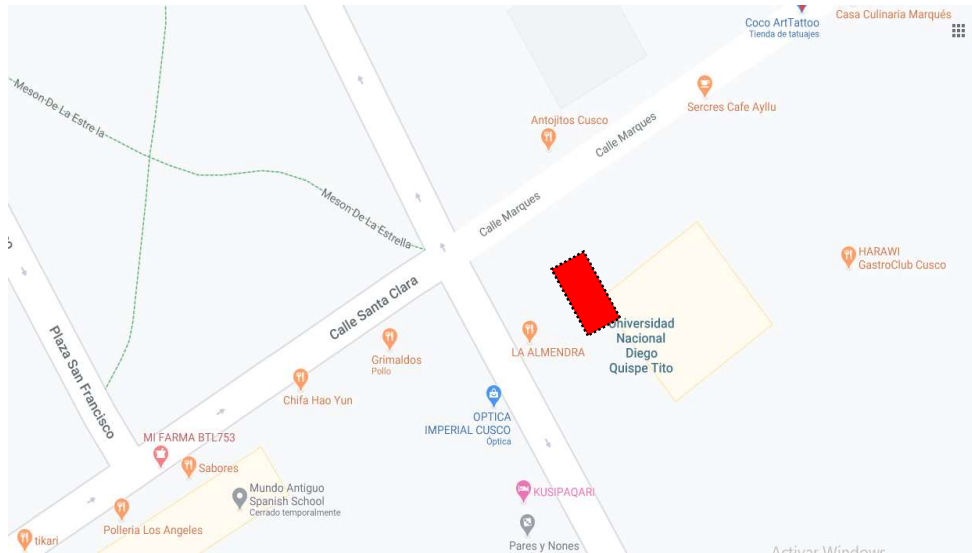 Coco ArtTattoo
Tienda de tatuajes
Casa Culinaria Marqués
Meson De La Estrella
Sercres Cafe Ayllu
Antojitos Cusco
Calle Marques
Meson De La Estrella
Calle Marques
HARAWI
GastroClub Cusco
Calle Santa Clara
Universidad
Nacional
Diego
Quispe Tito
LA ALMENDRA
Grimaldos
Pollo
Plaza San Francisco
Chifa Hao Yun
OPTICA
IMPERIAL CUSCO
Óptica
MI FARMA BTL753
Sabores
Mundo Antiguo
Spanish School
Cerrado temporalmente
KUSIPAQARI
Polleria Los Angeles
tikari
Pares y Nones
Activar Windows